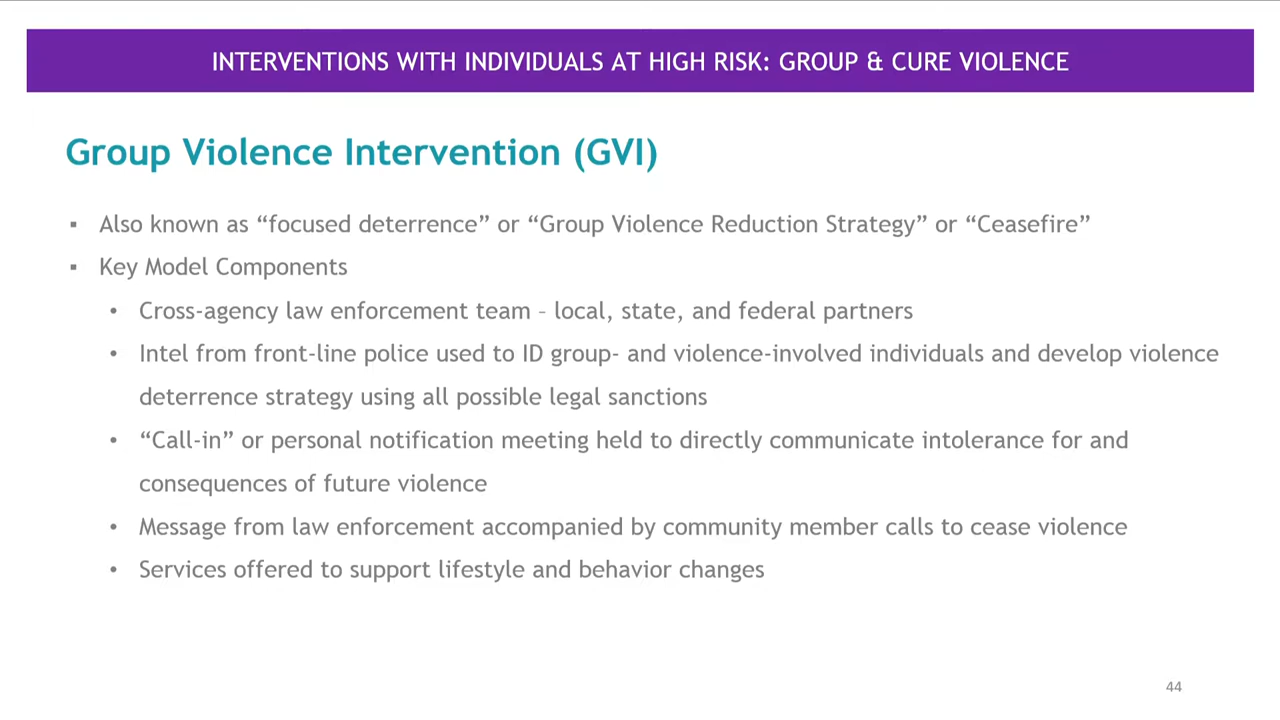 INTERVENTIONS WITH INDIVIDUALS AT HIGH RISK: GROUP & CURE VIOLENCE
Group Violence Intervention (GVI)
▪ Also known as “focused deterrence” or “Group Violence Reduction Strategy” or “Ceasefire”
▪ Key Model Components
• Cross-agency law enforcement team – local, state, and federal partners
• Intel from front-line police used to ID group- and violence-involved individuals and develop violence
deterrence strategy using all possible legal sanctions
• “Call-in” or personal notification meeting held to directly communicate intolerance for and
consequences of future violence
• Message from law enforcement accompanied by community member calls to cease violence
• Services offered to support lifestyle and behavior changes
44